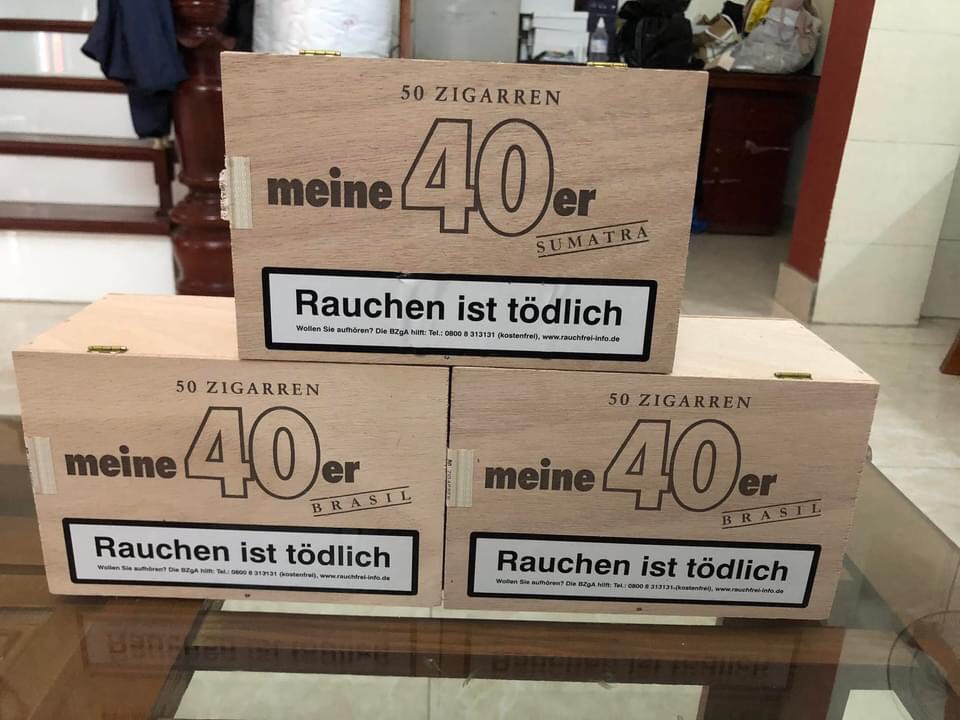 50 ZIGARREN
meine 40er
SUMATRA
Rauchen ist tödlich
Wollen Sie aufhören? Die BZgA hilft: Tel.: 0800 8 313131 (kostenfrei), www.rauchfrei-info.de
50 ZIGARREN
meine 40er
BRASIL
Rauchen ist tödlich
Wollen Sie aufhören? Die BZgA hilft: Tel.: 0800 8 313131 (kostenfrei), www.rauchfrei-info.de
50 ZIGARREN
meine 40er
BRASIL
Rauchen ist tödlich
Wollen Sie aufhören? Die BZgA hilft: Tel.: 0800 8 313131 (kostenfrei), www.rauchfrei-info.de